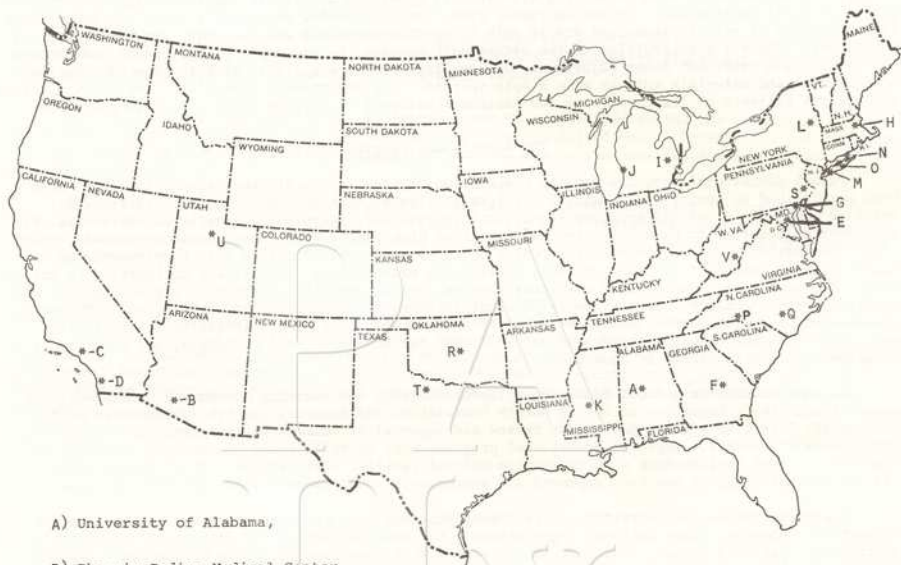 WASHINGTON
MONTANA
NORTH DAKOTA
MINNESOTA
MAINE
OREGON
IDAHO
SOUTH DAKOTA
WISCONSIN
MICHIGAN
VT.
N.H.
L*
MASS
H
WYOMING
J
I*
NEW YORK
CONN
R.I.
N
CALIFORNIA
NEVADA
UTAH
NEBRASKA
IOWA
ILLINOIS
INDIANA
OHIO
PENNSYLVANIA
N.J.
O
M
S*
G
*U
COLORADO
KANSAS
MISSOURI
W.VA.
MD.
D.C.
E
V*
KENTUCKY
VIRGINIA
ARIZONA
NEW MEXICO
TEXAS
OKLAHOMA
ARKANSAS
TENNESSEE
N.CAROLINA
*P
*Q
S.CAROLINA
*-C
R*
ALABAMA
GEORGIA
*-D
*-B
T*
LOUISIANA
*K
A*
F*
MISSISSIPPI
FLORIDA
A) University of Alabama,